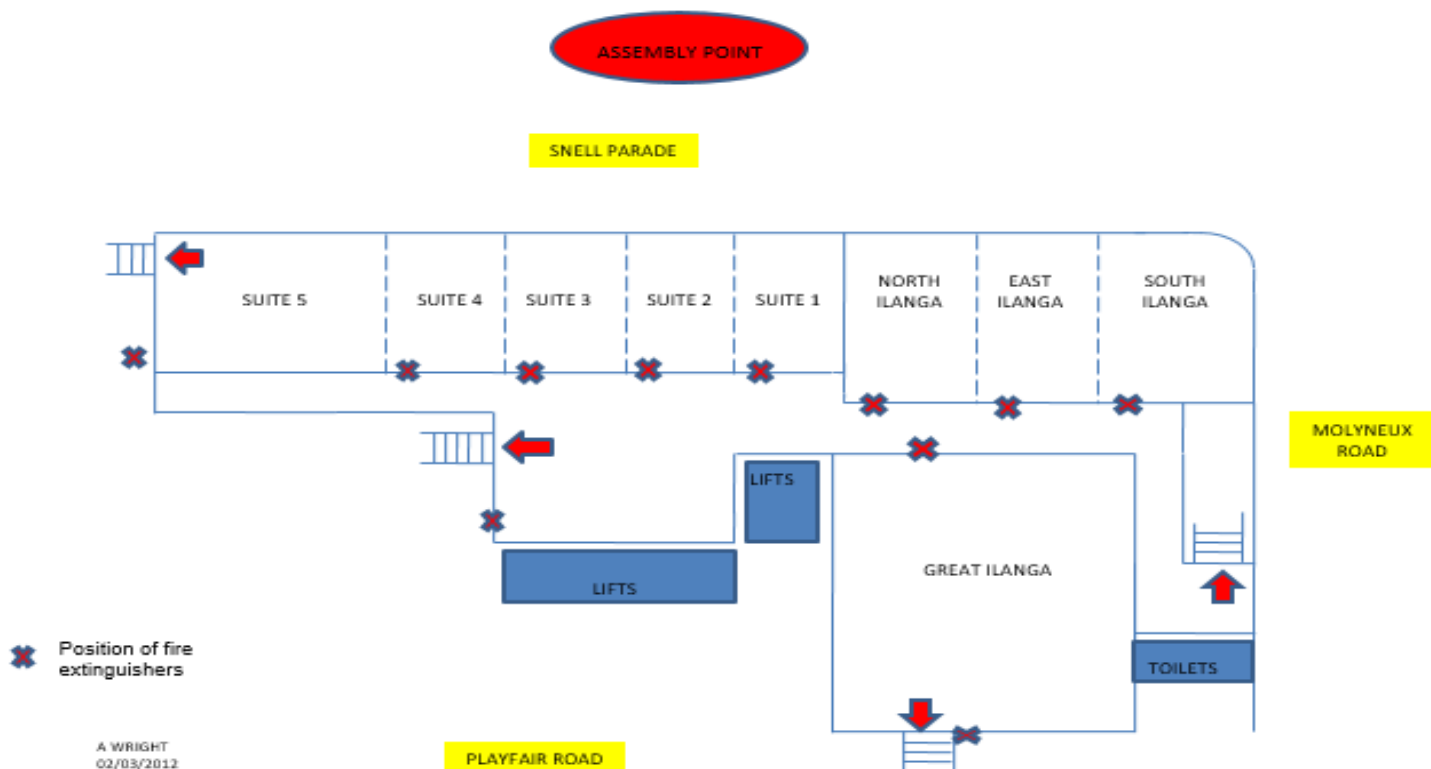 ASSEMBLY POINT
SNELL PARADE
SUITE 5
SUITE 4
SUITE 3
SUITE 2
SUITE 1
NORTH
ILANGA
EAST
ILANGA
SOUTH
ILANGA
MOLYNEUX
ROAD
LIFTS
LIFTS
GREAT ILANGA
TOILETS
Position of fire
extinguishers
A WRIGHT
02/03/2012
PLAYFAIR ROAD